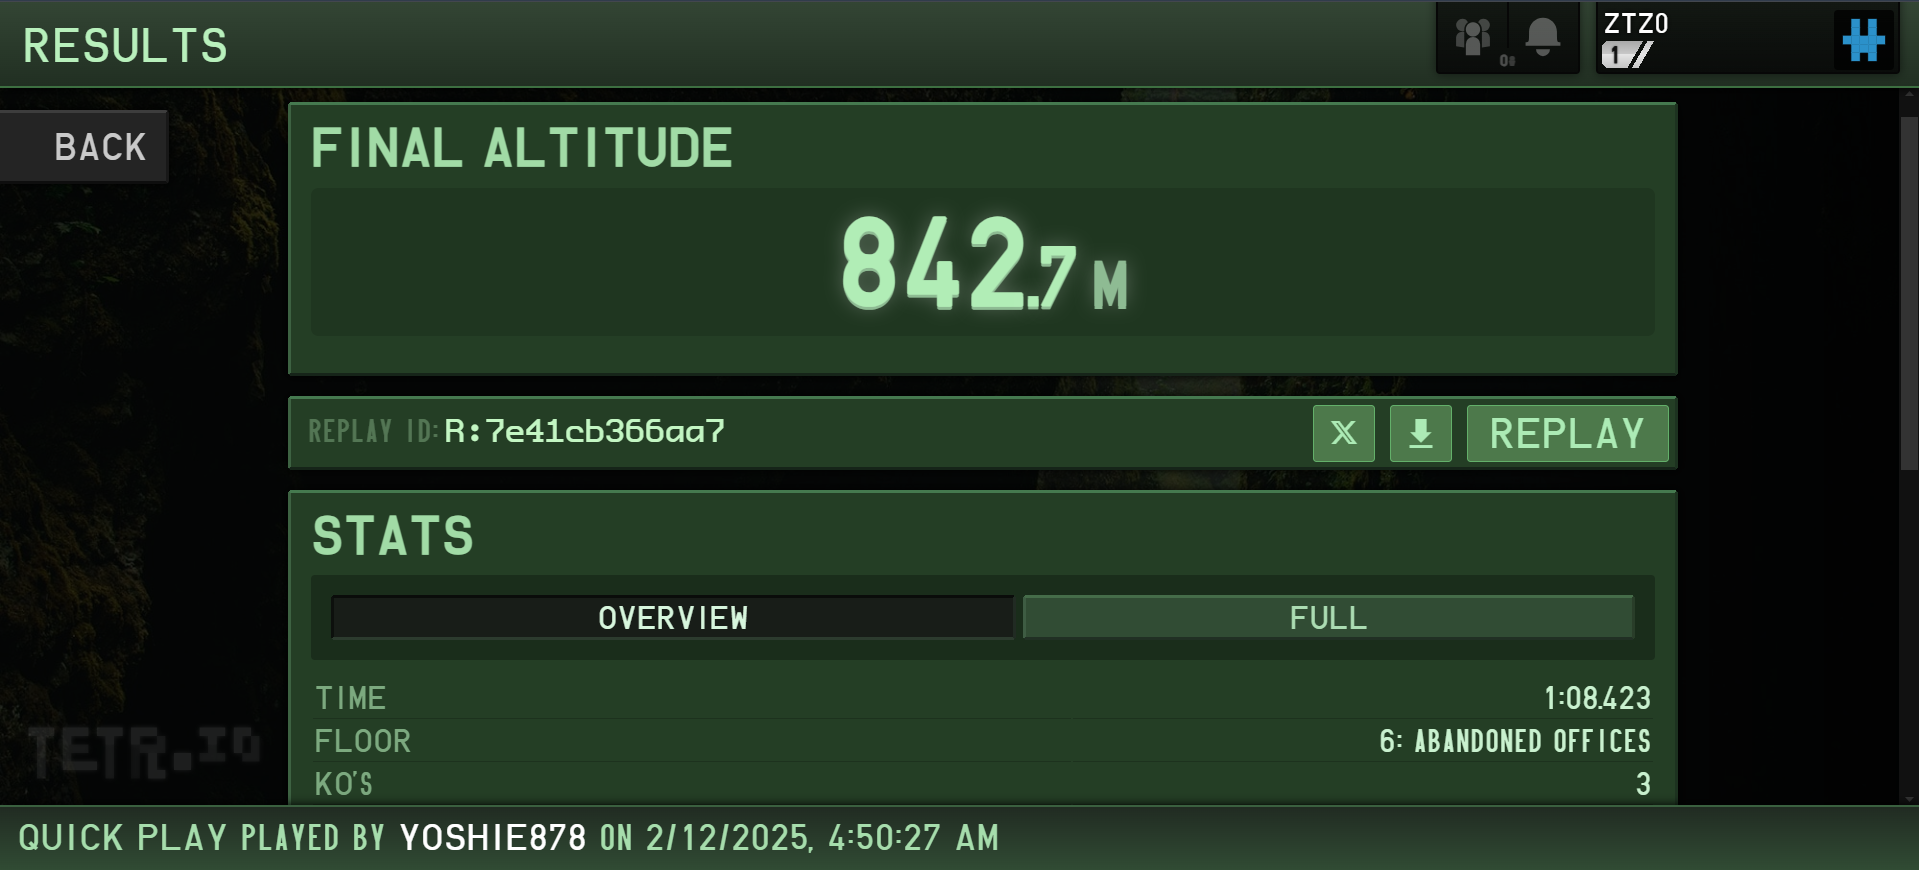 RESULTS
ZTZ0
1
BACK
FINAL ALTITUDE
842.7 M
REPLAY ID: R:7e41cb366aa7
X
REPLAY
STATS
OVERVIEW FULL
TIME 1:08.423
FLOOR 6: ABANDONED OFFICES
KO'S 3
TETR.IO
QUICK PLAY PLAYED BY YOSHIE878 ON 2/12/2025, 4:50:27 AM